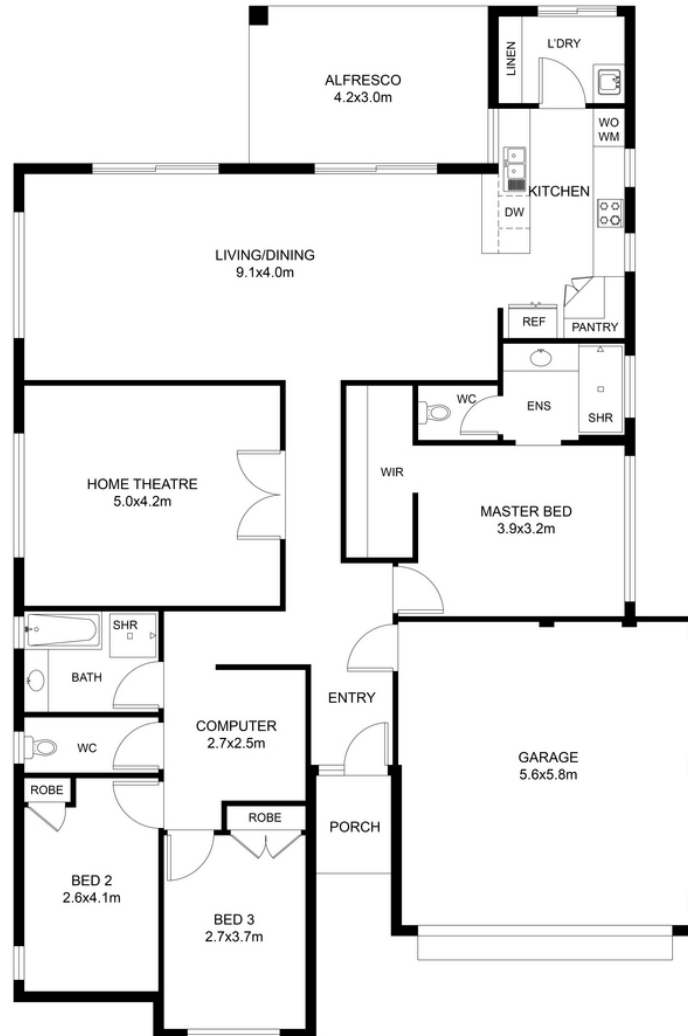 LINEN
L'DRY
ALFRESCO
4.2x3.0m
WO
WM
KITCHEN
DW
LIVING/DINING
9.1x4.0m
REF
PANTRY
WC
ENS
SHR
WIR
HOME THEATRE
5.0x4.2m
MASTER BED
3.9x3.2m
SHR
BATH
ENTRY
COMPUTER
2.7x2.5m
WC
GARAGE
5.6x5.8m
ROBE
ROBE
PORCH
BED 2
2.6x4.1m
BED 3
2.7x3.7m